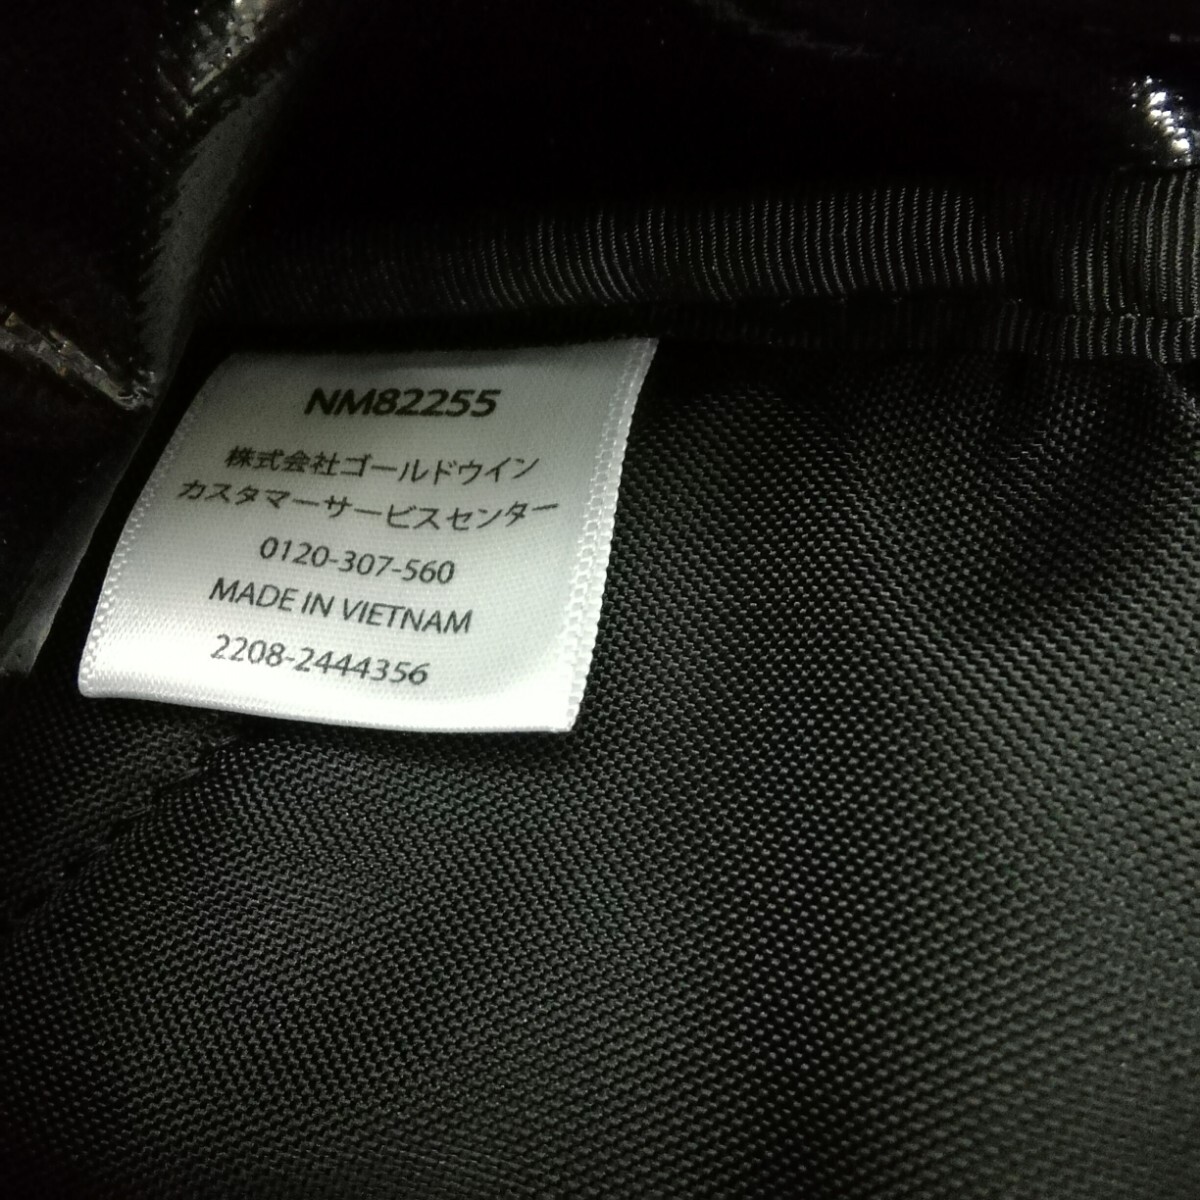 NM82255
株式会社ゴールドウイン
カスタマーサービスセンター
0120-307-560
MADE IN VIETNAM
2208-2444356